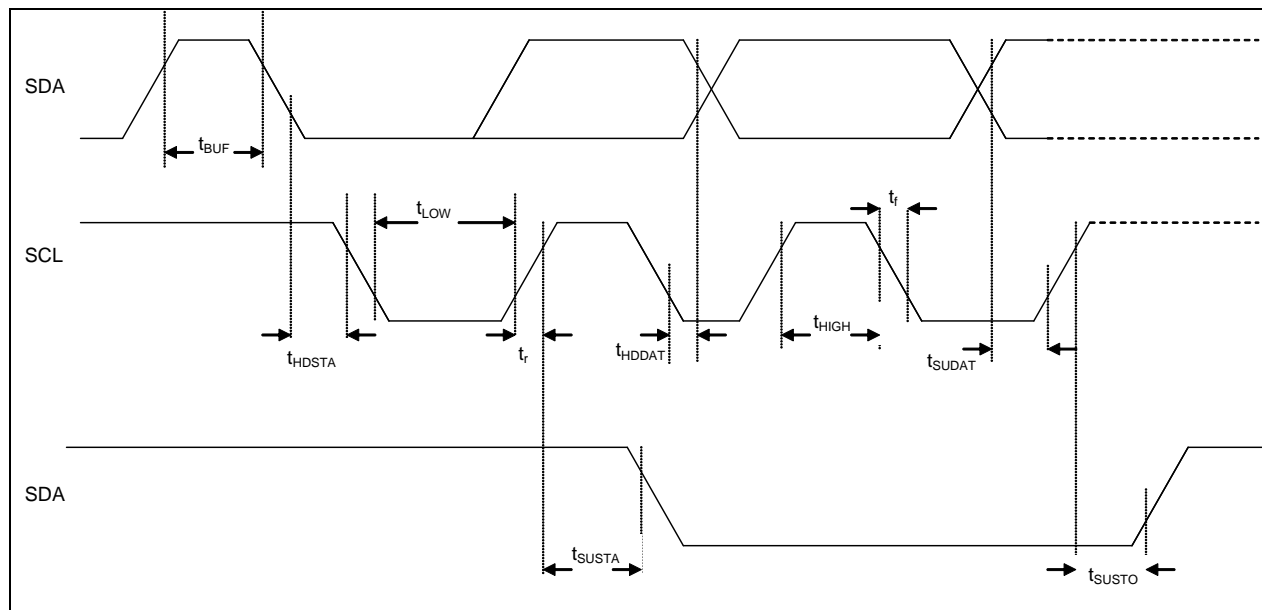 SDA
t_BUF
t_LOW
t_f
SCL
t_HDSTA
t_r
t_HDDAT
t_HIGH
t_SUDAT
SDA
t_SUSTA
t_SUSTO